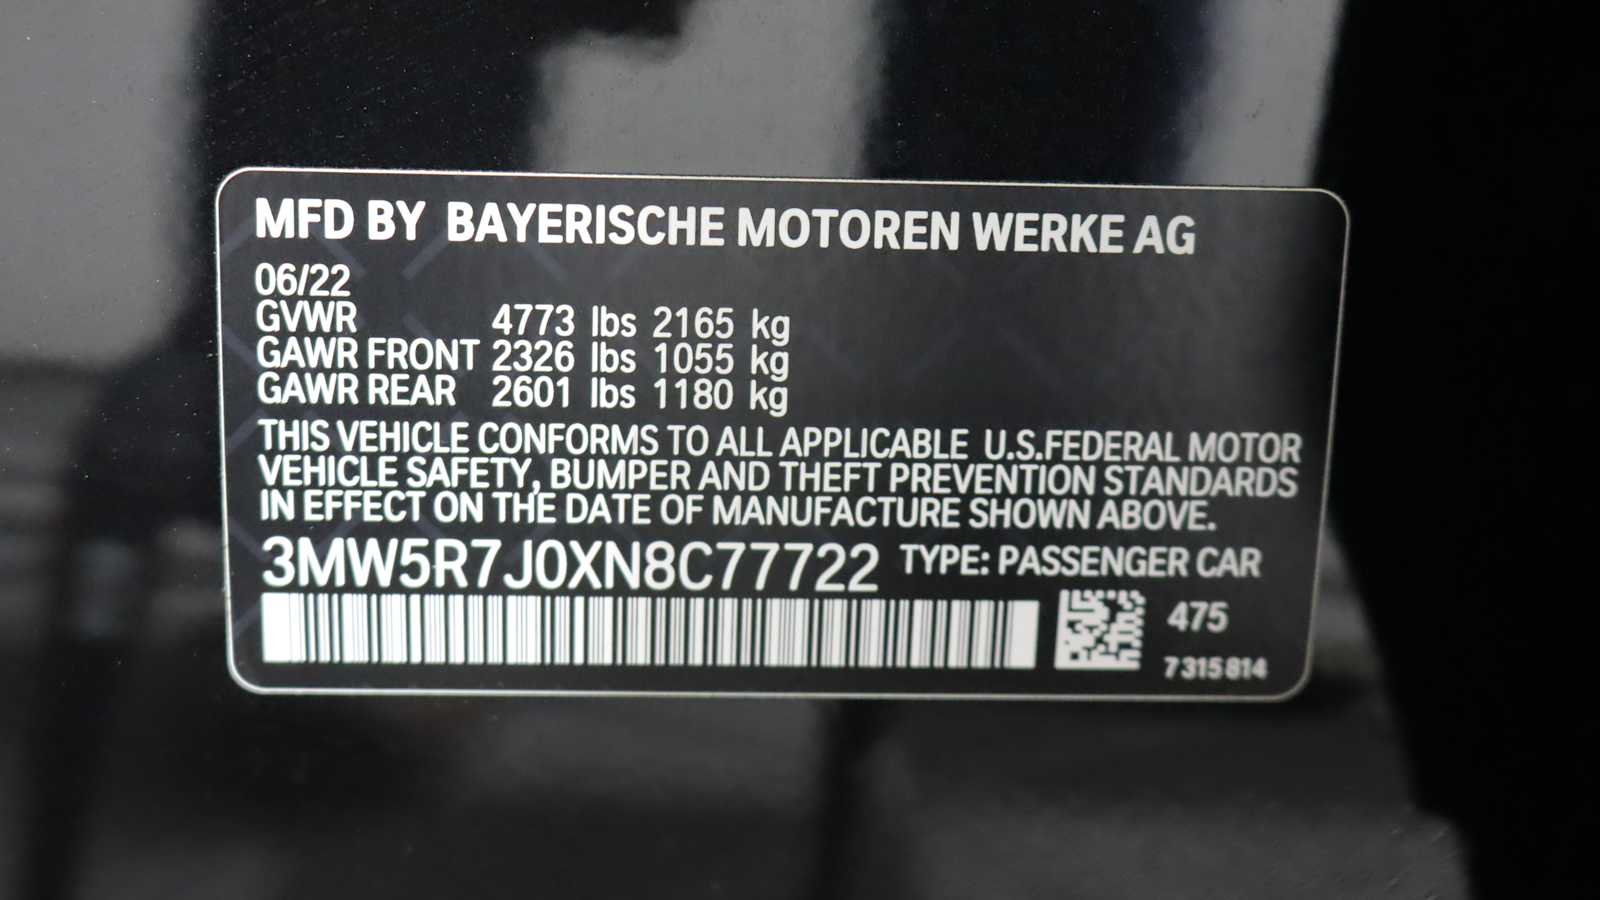 MFD BY BAYERISCHE MOTOREN WERKE AG
06/22
GVWR 4773 lbs 2165 kg
GAWR FRONT 2326 lbs 1055 kg
GAWR REAR 2601 lbs 1180 kg
THIS VEHICLE CONFORMS TO ALL APPLICABLE U.S.FEDERAL MOTOR
VEHICLE SAFETY, BUMPER AND THEFT PREVENTION STANDARDS
IN EFFECT ON THE DATE OF MANUFACTURE SHOWN ABOVE.
3MW5R7J0XN8C77722 TYPE: PASSENGER CAR
475
7315814